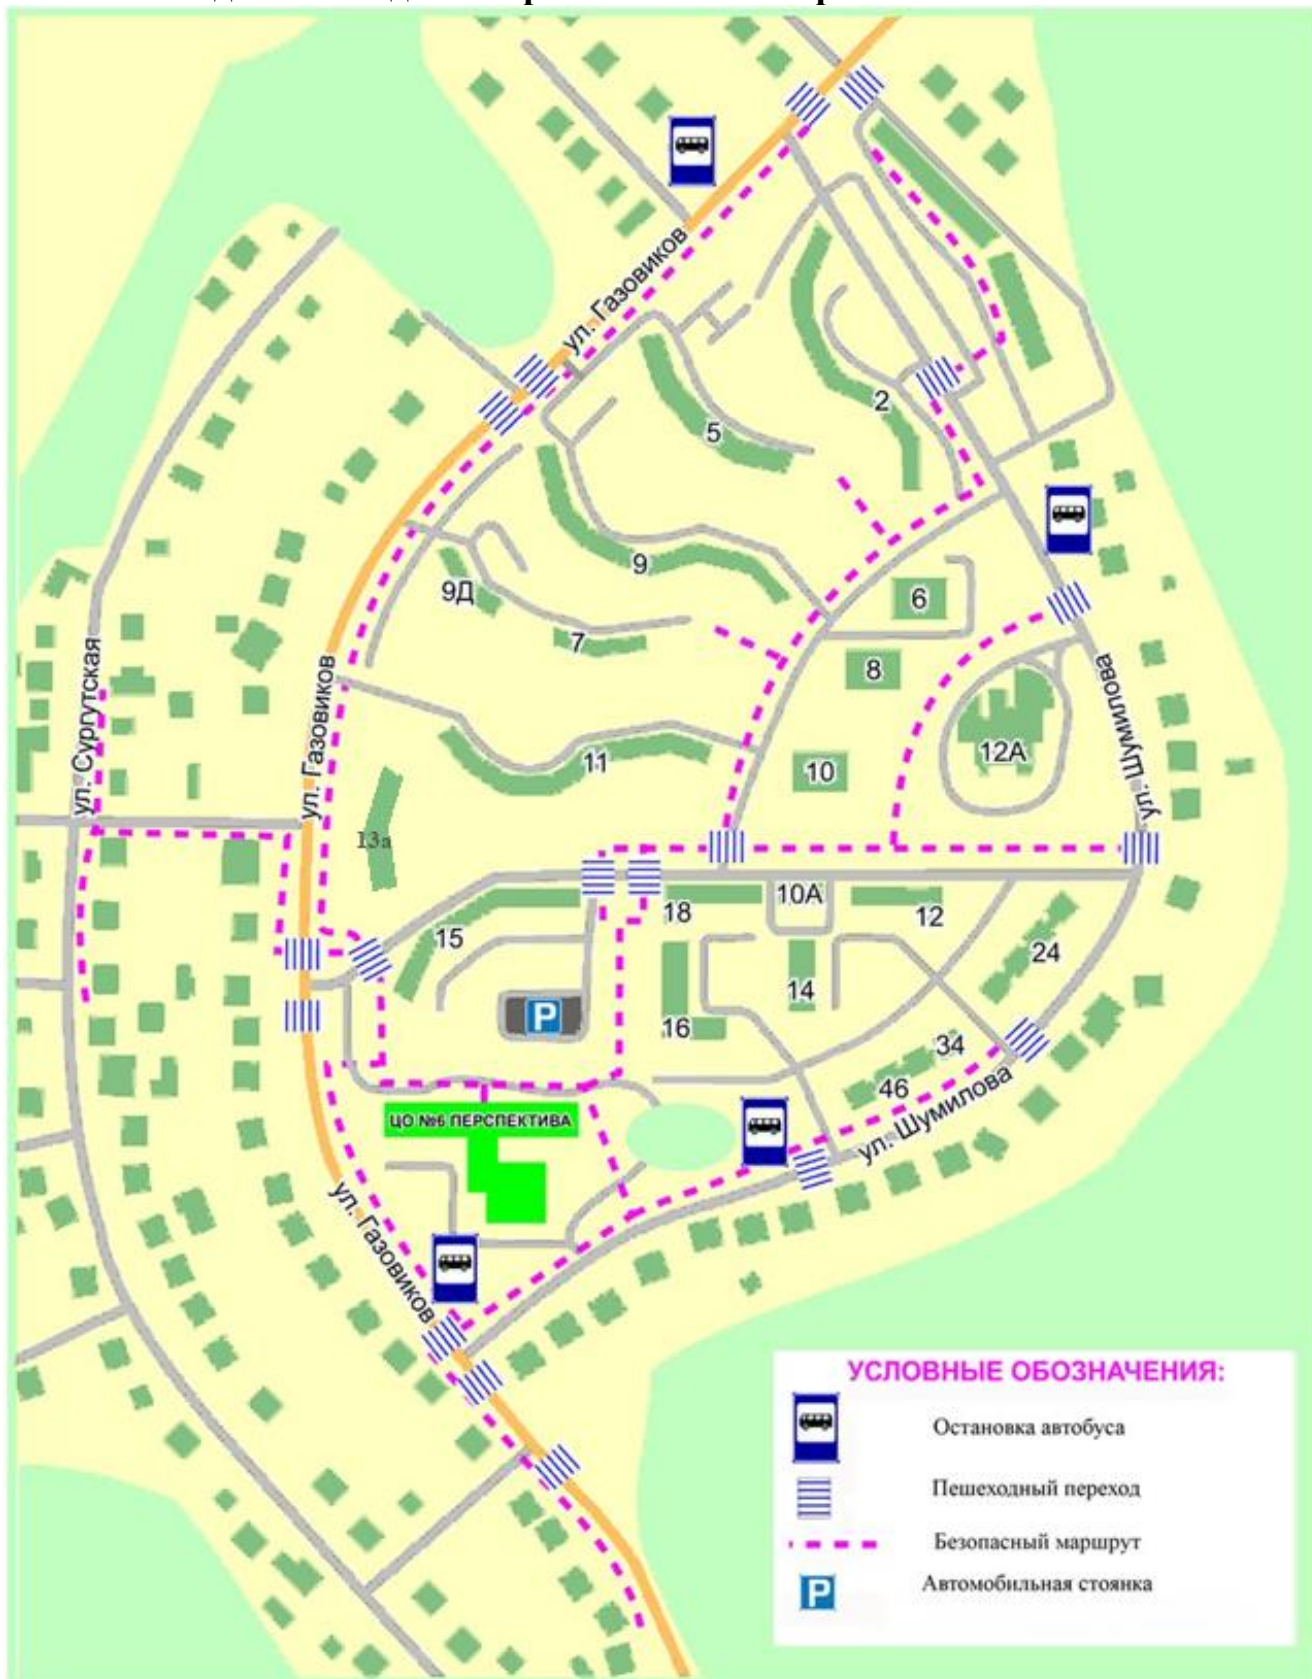 ул. Газовиков
2
5
9
6
9Д
7
8
ул. Сургутская
ул. Газовиков
ул. Шумилова
12А
11
10
13а
10А
18
12
15
24
14
P
16
34
46
ул. Шумилова
ЦО №6 ПЕРСПЕКТИВА
ул. Газовиков
УСЛОВНЫЕ ОБОЗНАЧЕНИЯ:
Остановка автобуса
Пешеходный переход
Безопасный маршрут
P
Автомобильная стоянка